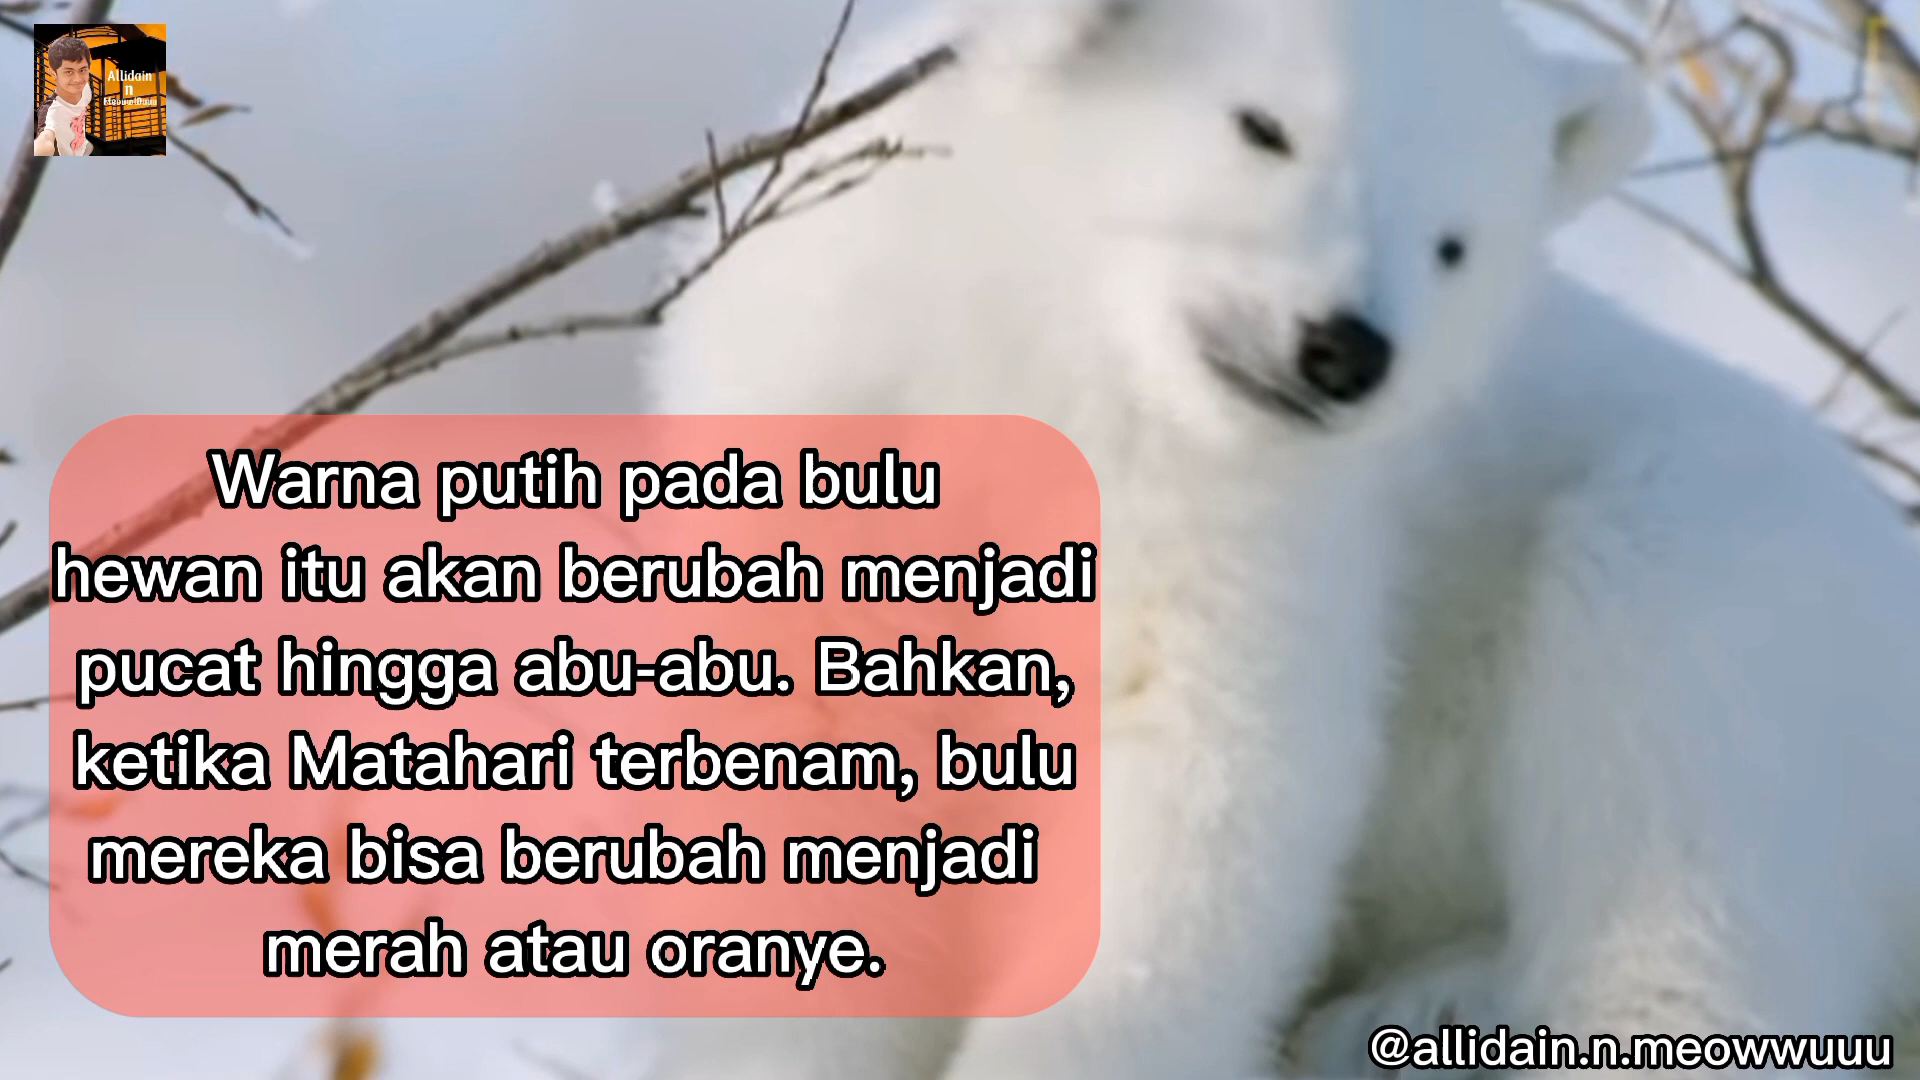 Allidain
n
Warna putih pada bulu
hewan itu akan berubah menjadi
pucat hingga abu-abu. Bahkan,
ketika Matahari terbenam, bulu
mereka bisa berubah menjadi
merah atau oranye.
@allidain.n.meowwuuu